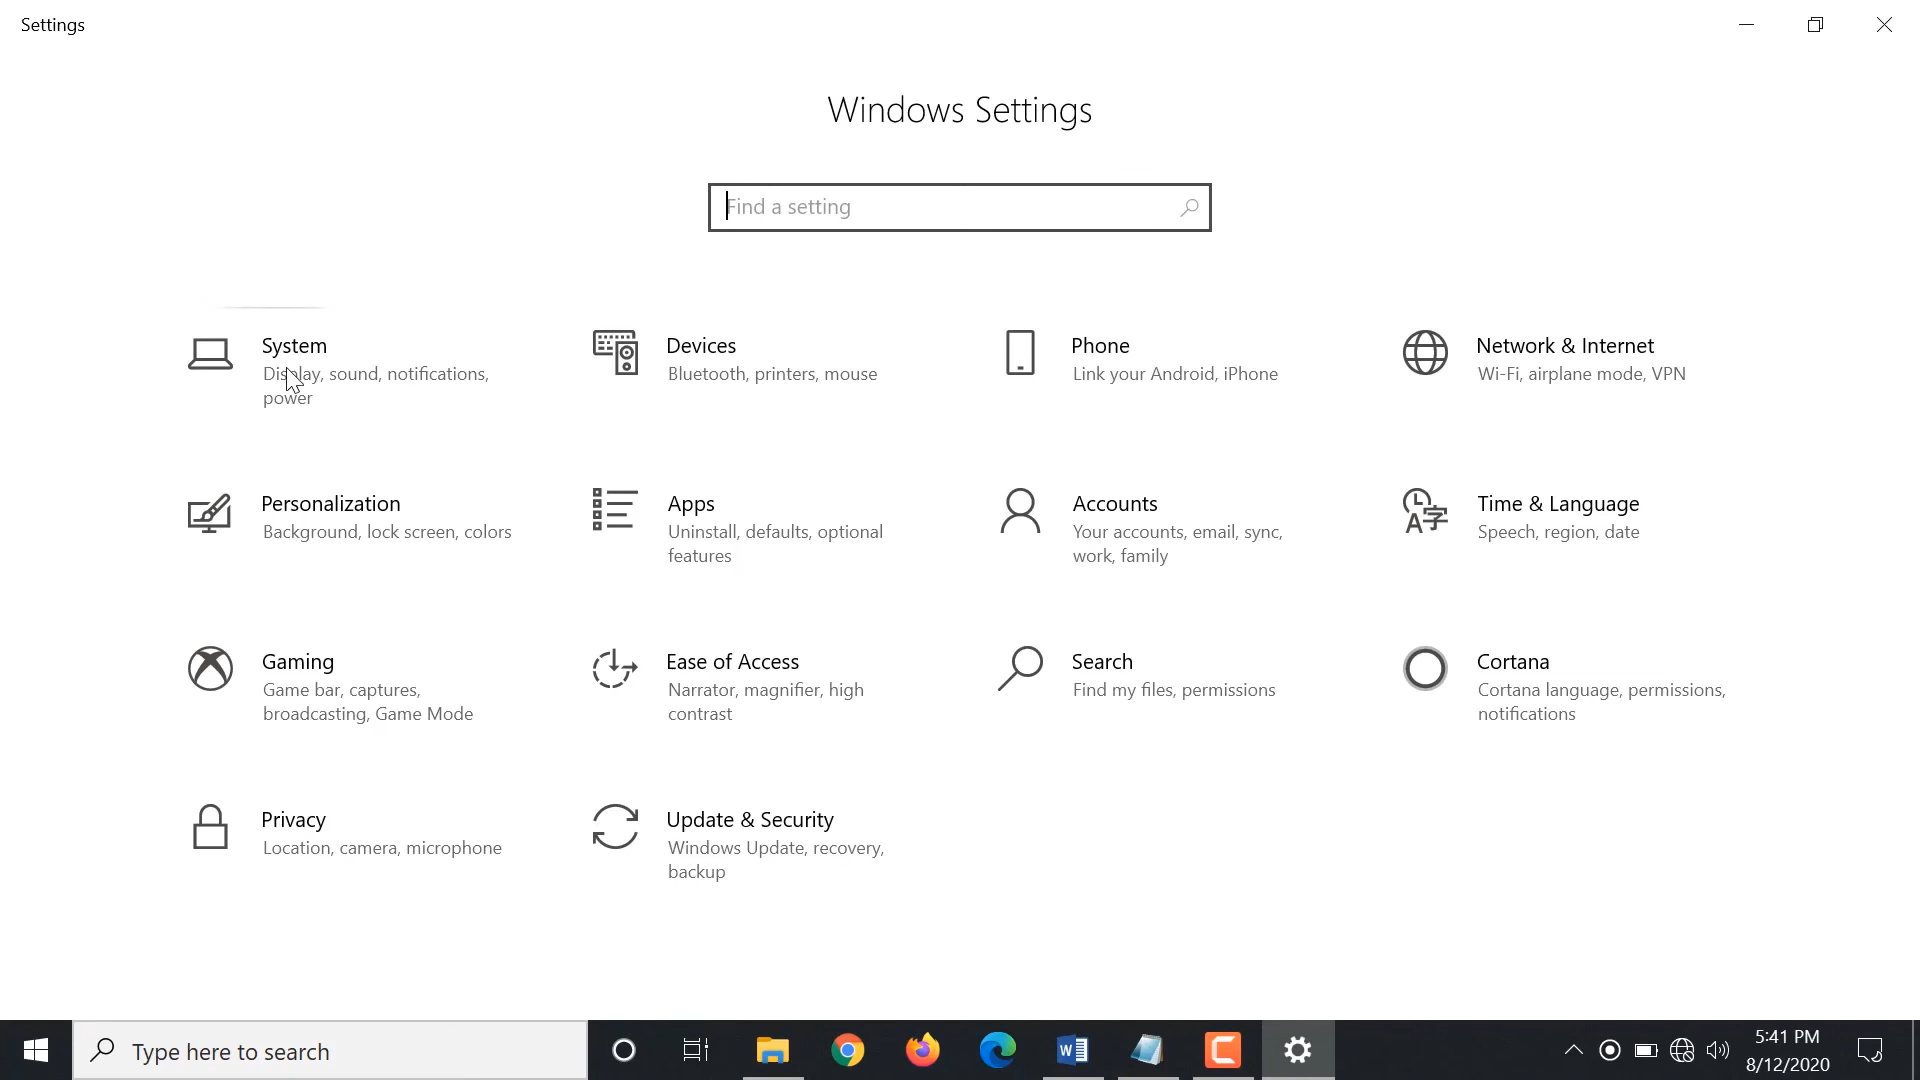 Settings
Windows Settings
Find a setting
System
Display, sound, notifications,
power
Devices
Bluetooth, printers, mouse
Phone
Link your Android, iPhone
Network & Internet
Wi-Fi, airplane mode, VPN
Personalization
Background, lock screen, colors
Apps
Uninstall, defaults, optional
features
Accounts
Your accounts, email, sync,
work, family
Time & Language
Speech, region, date
Gaming
Game bar, captures,
broadcasting, Game Mode
Ease of Access
Narrator, magnifier, high
contrast
Search
Find my files, permissions
Cortana
Cortana language, permissions,
notifications
Privacy
Location, camera, microphone
Update & Security
Windows Update, recovery,
backup
Type here to search
5:41 PM
8/12/2020